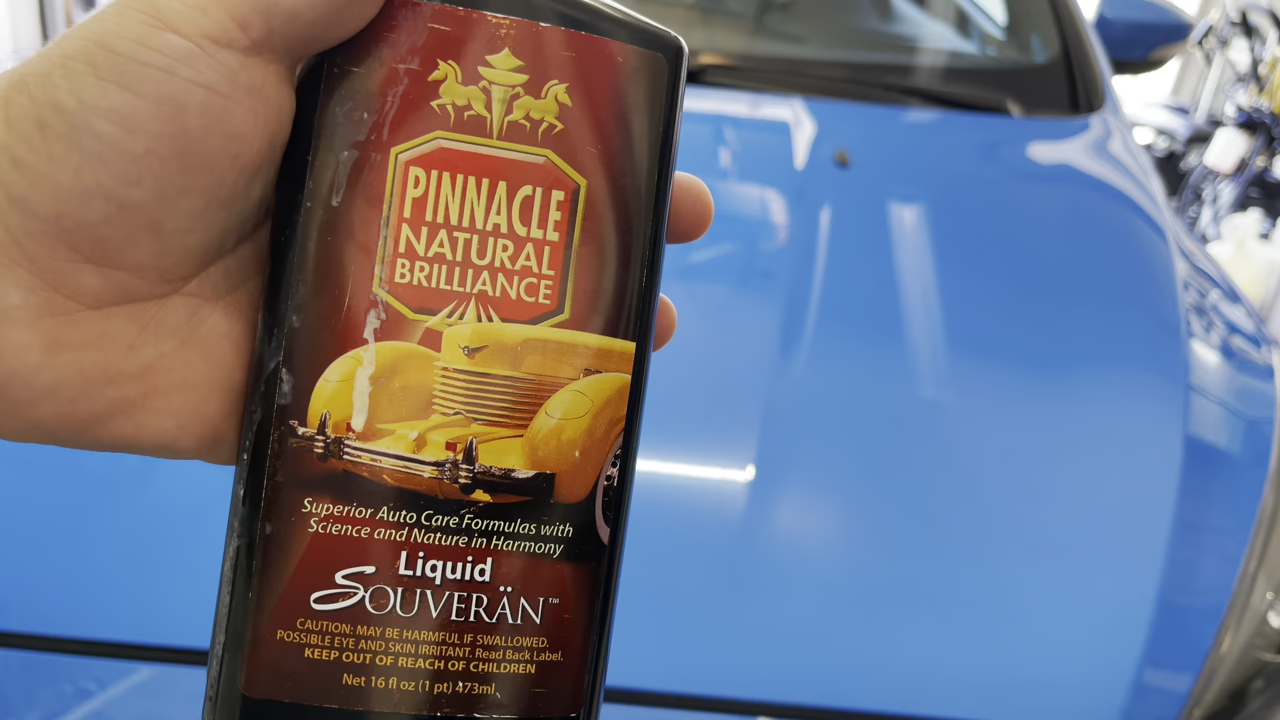 PINNACLE
NATURAL
BRILLIANCE
Superior Auto Care Formulas with
Science and Nature in Harmony
Liquid
SOUVERÄN™
CAUTION: MAY BE HARMFUL IF SWALLOWED.
POSSIBLE EYE AND SKIN IRRITANT. Read Back Label.
KEEP OUT OF REACH OF CHILDREN
Net 16 fl oz (1 pt) 473ml